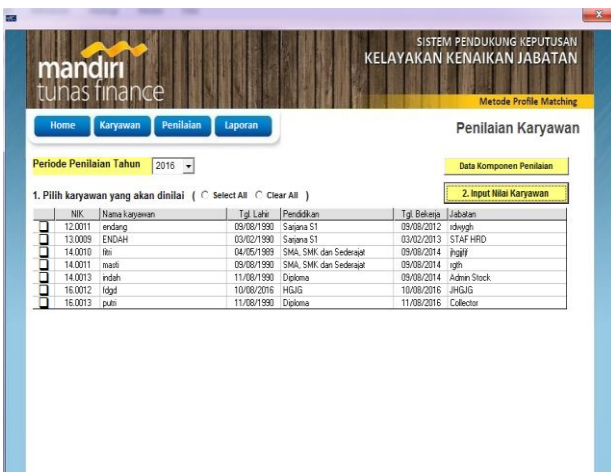 SISTEM PENDUKUNG KEPUTUSAN
KELAYAKAN KENAIKAN JABATAN
mandiri
tunas finance
Metode Profile Matching
Home Karyawan Penilaian Laporan
Penilaian Karyawan
Periode Penilaian Tahun 2016
Data Komponen Penilaian
1. Pilih karyawan yang akan dinilai ( Select All Clear All )
2. Input Nilai Karyawan
NIK Nama karyawan Tgl. Lahir Pendidikan Tgl. Bekerja Jabatan
12.0011 endang 09/08/1990 Sarjana S1 09/08/2012
13.0009 ENDAH 03/02/1990 Sarjana S1 03/02/2013 STAF HRD
14.0010 fitri 04/05/1989 SMA, SMK dan Sederajat 09/08/2014
14.0011 masti 09/08/1990 SMA, SMK dan Sederajat 09/08/2014 rgth
14.0013 indah 11/08/1990 Diploma 09/08/2014 Admin Stock
16.0012 fdgd 10/08/2016 HGJG 10/08/2016 JHGJG
16.0013 putri 11/08/1990 Diploma 11/08/2016 Collector